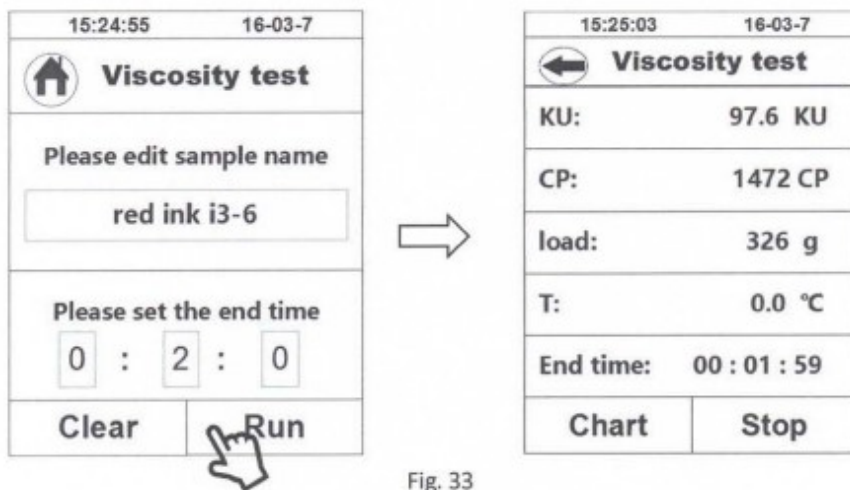 15:24:55 16-03-7
Viscosity test
Please edit sample name
red ink i3-6
Please set the end time
0 : 2 : 0
Clear Run
15:25:03 16-03-7
Viscosity test
KU: 97.6 KU
CP: 1472 CP
load: 326 g
T: 0.0 ℃
End time: 00 : 01 : 59
Chart Stop
Fig. 33